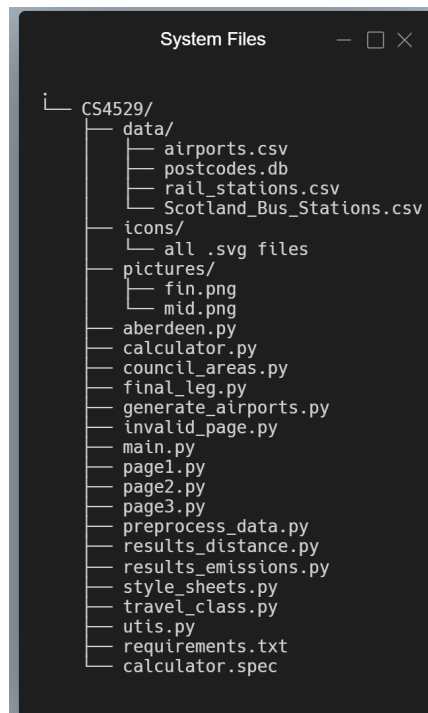 System Files
.
└── CS4529/
    ├── data/
    │   ├── airports.csv
    │   ├── postcodes.db
    │   ├── rail_stations.csv
    │   └── Scotland_Bus_Stations.csv
    ├── icons/
    │   └── all .svg files
    ├── pictures/
    │   ├── fin.png
    │   └── mid.png
    ├── aberdeen.py
    ├── calculator.py
    ├── council_areas.py
    ├── final_leg.py
    ├── generate_airports.py
    ├── invalid_page.py
    ├── main.py
    ├── page1.py
    ├── page2.py
    ├── page3.py
    ├── preprocess_data.py
    ├── results_distance.py
    ├── results_emissions.py
    ├── style_sheets.py
    ├── travel_class.py
    ├── utis.py
    ├── requirements.txt
    └── calculator.spec